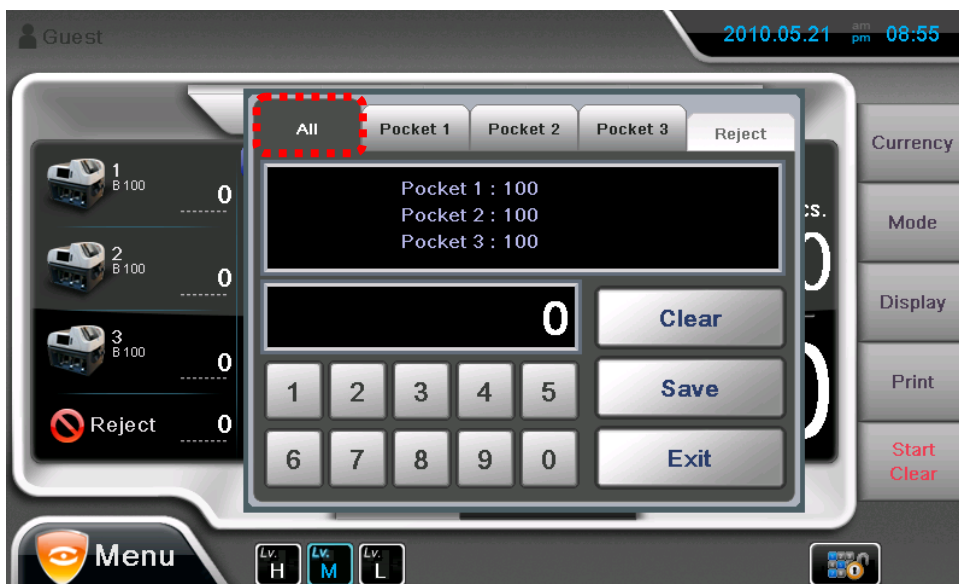 Guest
2010.05.21 am pm 08:55
All
Pocket 1
Pocket 2
Pocket 3
Reject
1
B 100
0
2
B 100
0
3
B 100
0
Reject
0
Pocket 1 : 100
Pocket 2 : 100
Pocket 3 : 100
0
Clear
Save
Exit
1 2 3 4 5
6 7 8 9 0
cs.
Currency
Mode
Display
Print
Start
Clear
Menu
Lv. H
Lv. M
Lv. L